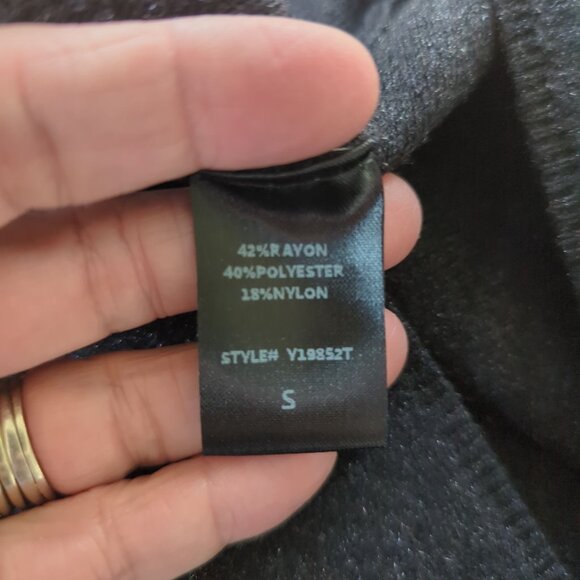 42%RAYON
40%POLYESTER
18%NYLON
STYLE# Y19852T
S